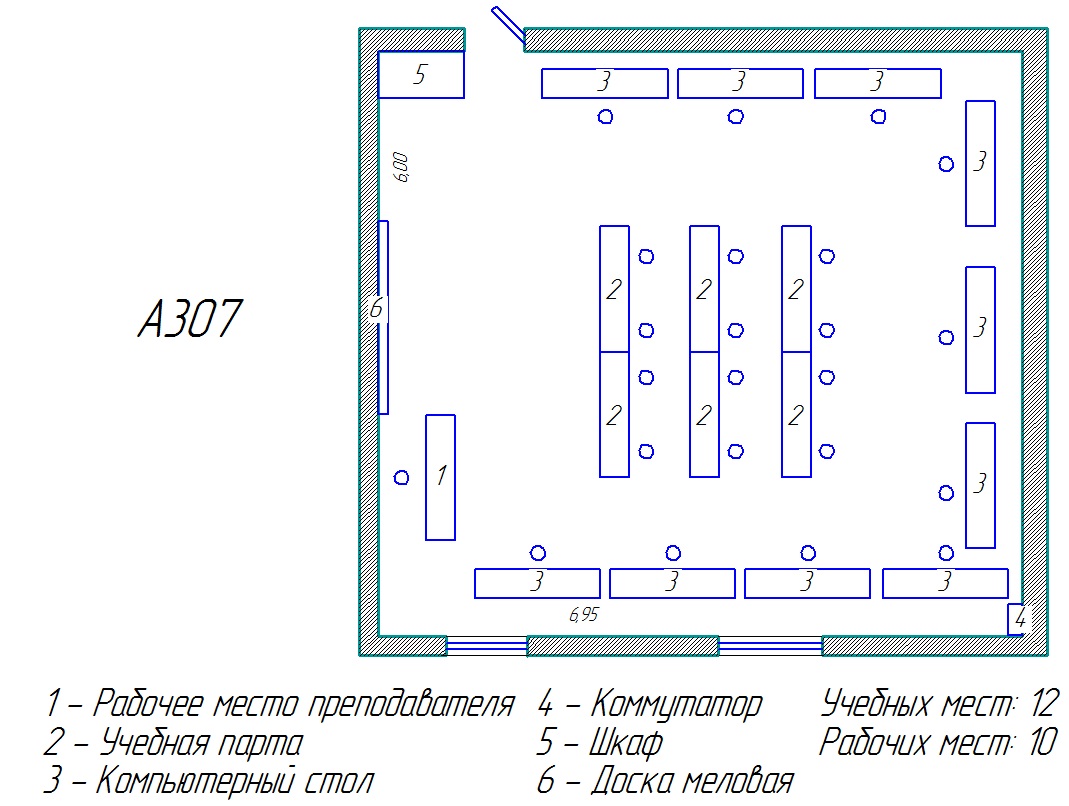 5
3
3
3
6,00
3
2
2
2
А307
6
3
2
2
2
1
3
3
3
3
3
6,95
4
1 – Рабочее место преподавателя
2 – Учебная парта
3 – Компьютерный стол
4 – Коммутатор
5 – Шкаф
6 – Доска меловая
Учебных мест: 12
Рабочих мест: 10